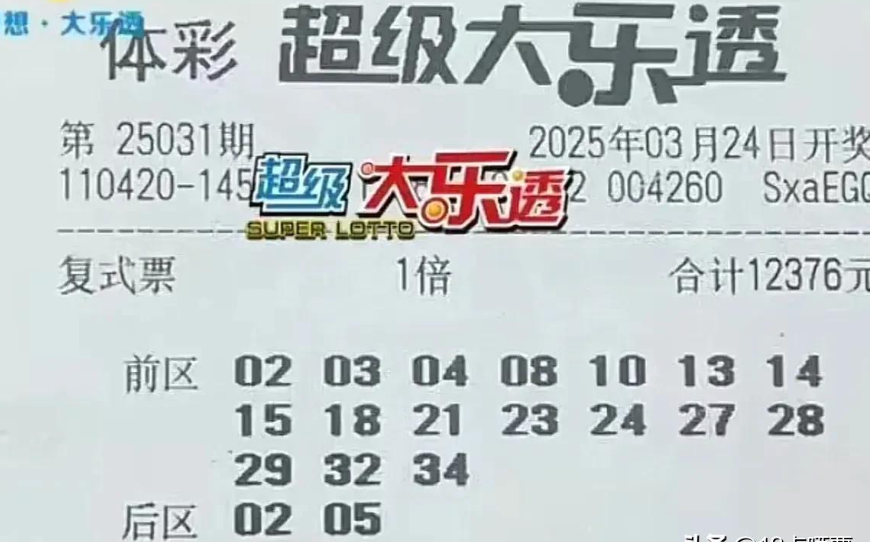 想·大乐透
体彩 超级大乐透
第 25031期 2025年03月24日开奖
110420-145 2 004260 SxaEGQ
超级大乐透
SUPER LOTTO
复式票 1倍 合计12376元
前区 02 03 04 08 10 13 14
15 18 21 23 24 27 28
29 32 34
后区 02 05